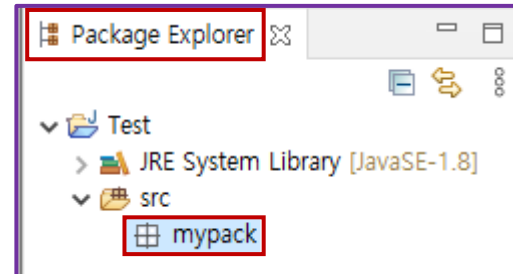 Package Explorer
Test
JRE System Library [JavaSE-1.8]
src
mypack